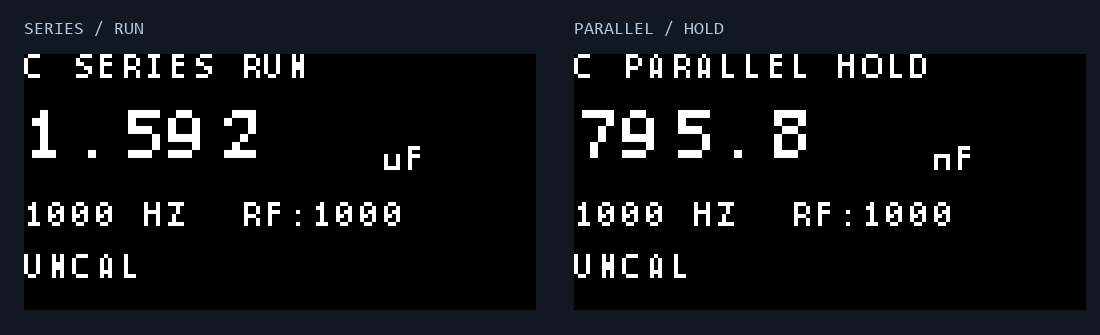 SERIES / RUN
C SERIES RUN
1.592 uF
1000 HZ RF:1000
UNCAL
PARALLEL / HOLD
C PARALLEL HOLD
795.8 nF
1000 HZ RF:1000
UNCAL